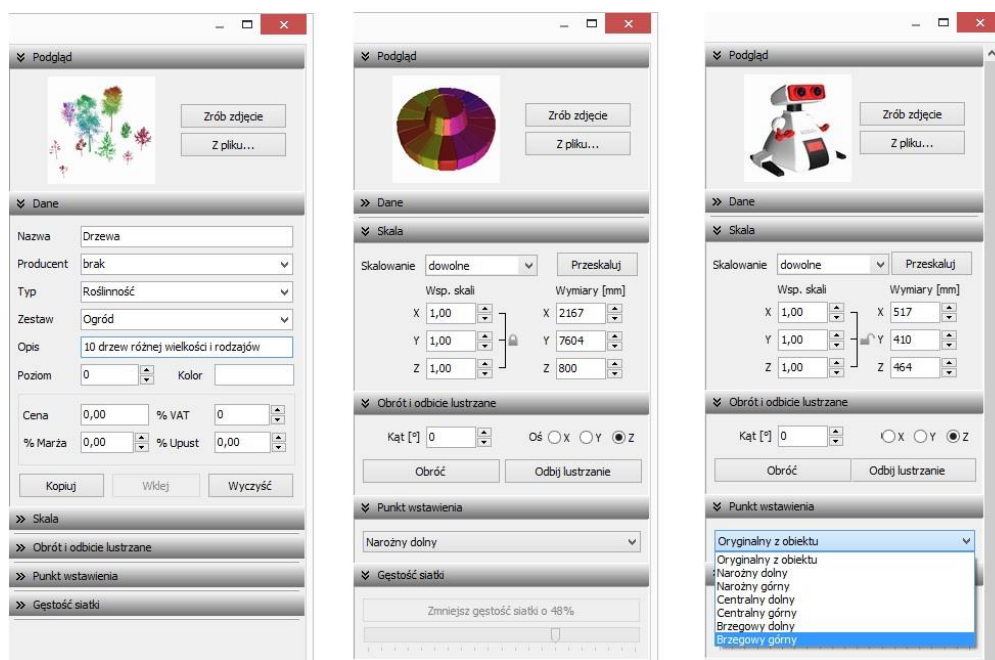 Podgląd
Zrób zdjęcie
Z pliku...
Dane
Nazwa Drzewa
Producent brak
Typ Roślinność
Zestaw Ogród
Opis 10 drzew różnej wielkości i rodzajów
Poziom 0 Kolor
Cena 0,00 % VAT 0
% Marża 0,00 % Upust 0,00
Kopiuj Wklej Wyczyść
Skala
Obrót i odbicie lustrzane
Punkt wstawienia
Gęstość siatki
Podgląd
Zrób zdjęcie
Z pliku...
Dane
Skala
Skalowanie dowolne Przeskaluj
Wsp. skali Wymiary [mm]
X 1,00 X 2167
Y 1,00 Y 7604
Z 1,00 Z 800
Obrót i odbicie lustrzane
Kąt [º] 0 Oś X Y Z
Obróć Odbij lustrzanie
Punkt wstawienia
Narożny dolny
Gęstość siatki
Zmniejsz gęstość siatki o 48%
Podgląd
Zrób zdjęcie
Z pliku...
Dane
Skala
Skalowanie dowolne Przeskaluj
Wsp. skali Wymiary [mm]
X 1,00 X 517
Y 1,00 Y 410
Z 1,00 Z 464
Obrót i odbicie lustrzane
Kąt [º] 0 X Y Z
Obróć Odbij lustrzanie
Punkt wstawienia
Oryginalny z obiektu
Oryginalny z obiektu
Narożny dolny
Narożny górny
Centralny dolny
Centralny górny
Brzegowy dolny
Brzegowy górny